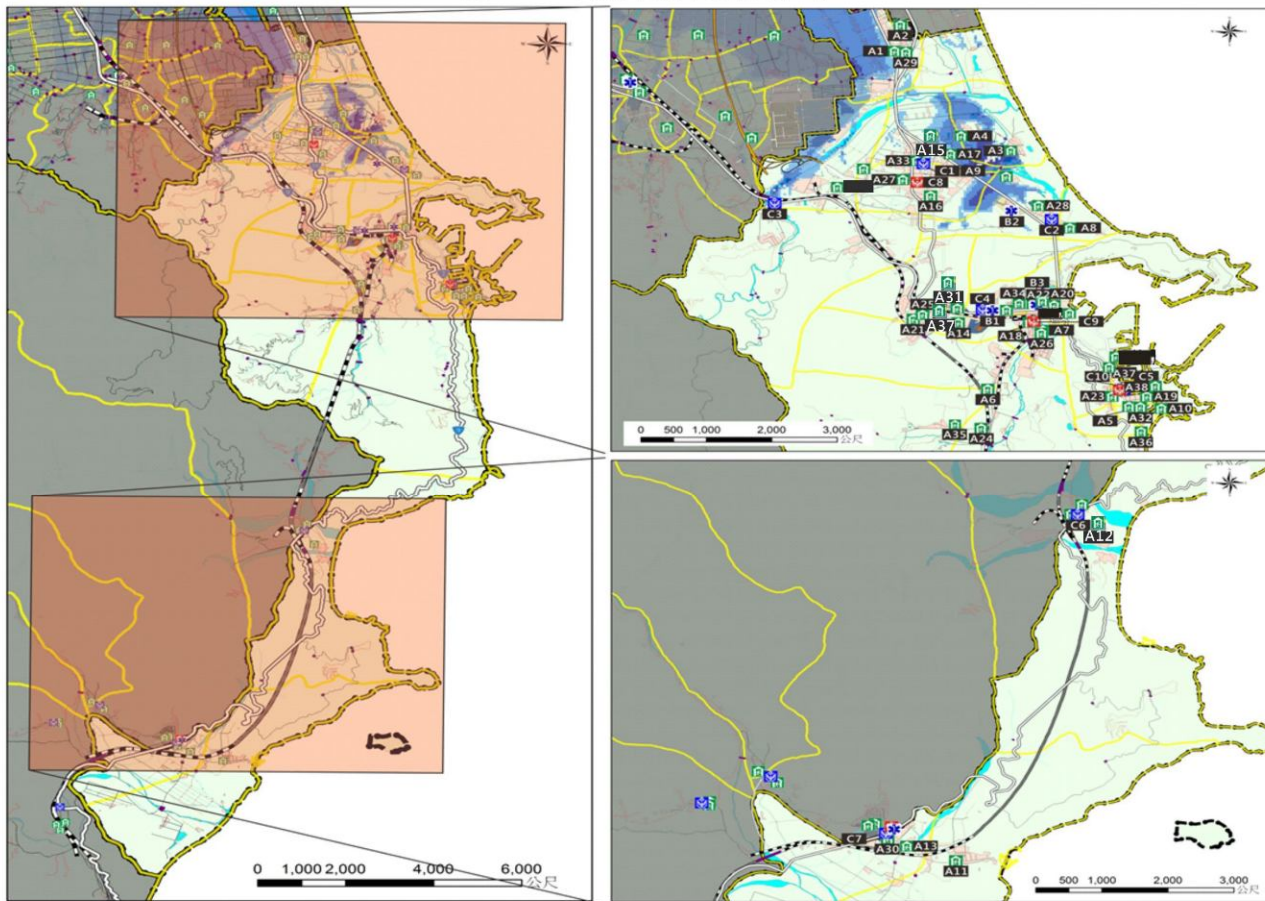 0 1,000 2,000 4,000 6,000
公尺
A2
A1
A29
A4
A15
A17
A3
A33
C1
A9
A27
C8
A16
C3
A28
B2
C2
A8
B3
A31
C4
A34
A22
A20
A25
C9
A21
A37
A14
B1
A18
A7
A26
C10
A37
C5
A6
A38
A23
A19
A5
A32
A10
A35
A24
A36
0 500 1,000 2,000 3,000
公尺
C6
A12
C7
A30
A13
A11
0 500 1,000 2,000 3,000
公尺